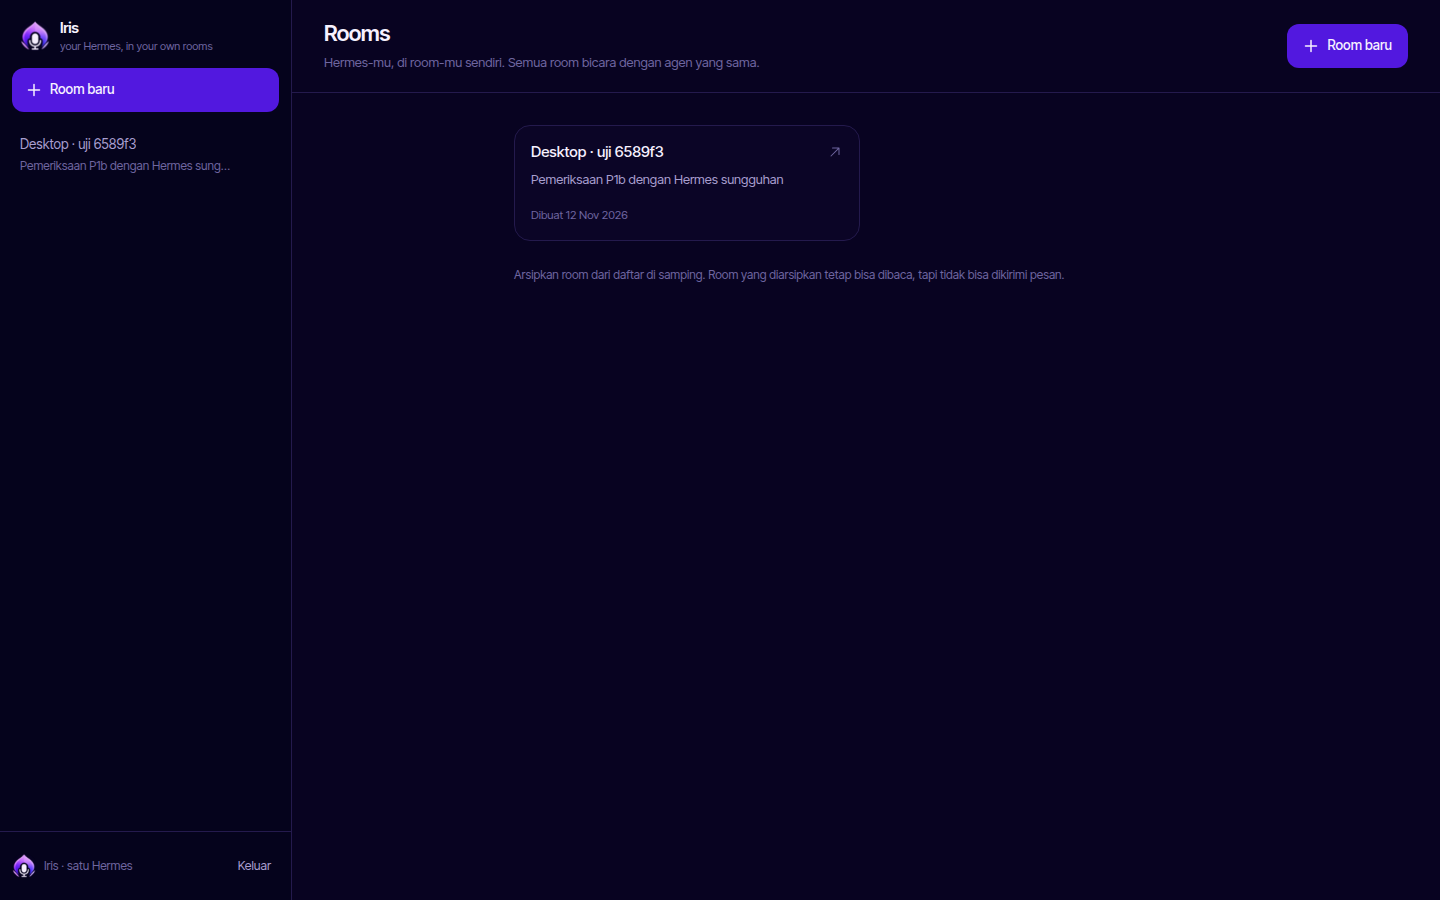 Iris
your Hermes, in your own rooms
Room baru
Desktop · uji 6589f3
Pemeriksaan P1b dengan Hermes sung...
Iris · satu Hermes
Keluar
Rooms
Hermes-mu, di room-mu sendiri. Semua room bicara dengan agen yang sama.
Room baru
Desktop · uji 6589f3
Pemeriksaan P1b dengan Hermes sungguhan
Dibuat 12 Nov 2026
Arsipkan room dari daftar di samping. Room yang diarsipkan tetap bisa dibaca, tapi tidak bisa dikirimi pesan.